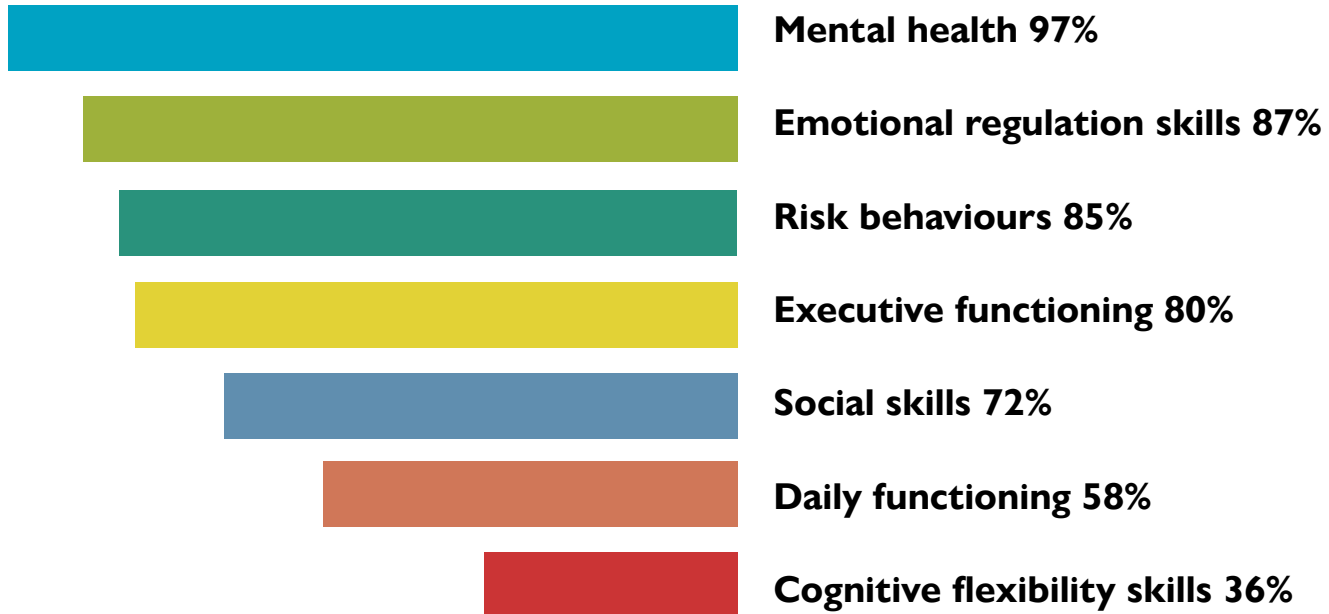 Mental health 97%
Emotional regulation skills 87%
Risk behaviours 85%
Executive functioning 80%
Social skills 72%
Daily functioning 58%
Cognitive flexibility skills 36%